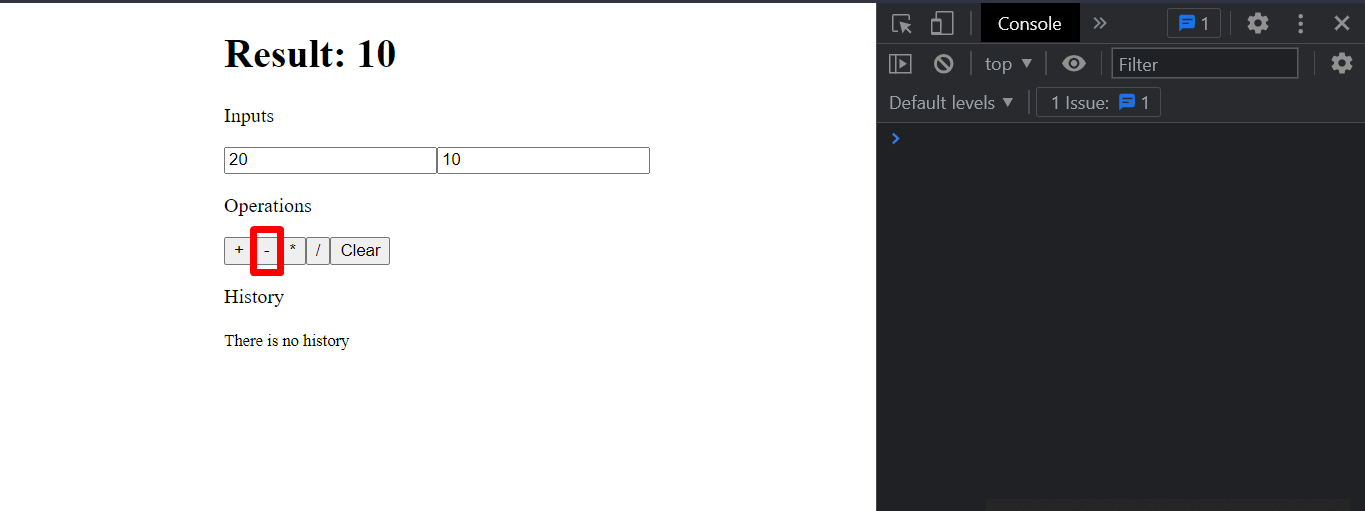 Result: 10
Inputs
20 10
Operations
+ - * / Clear
History
There is no history
Console » 1
top Filter
Default levels 1 Issue: 1